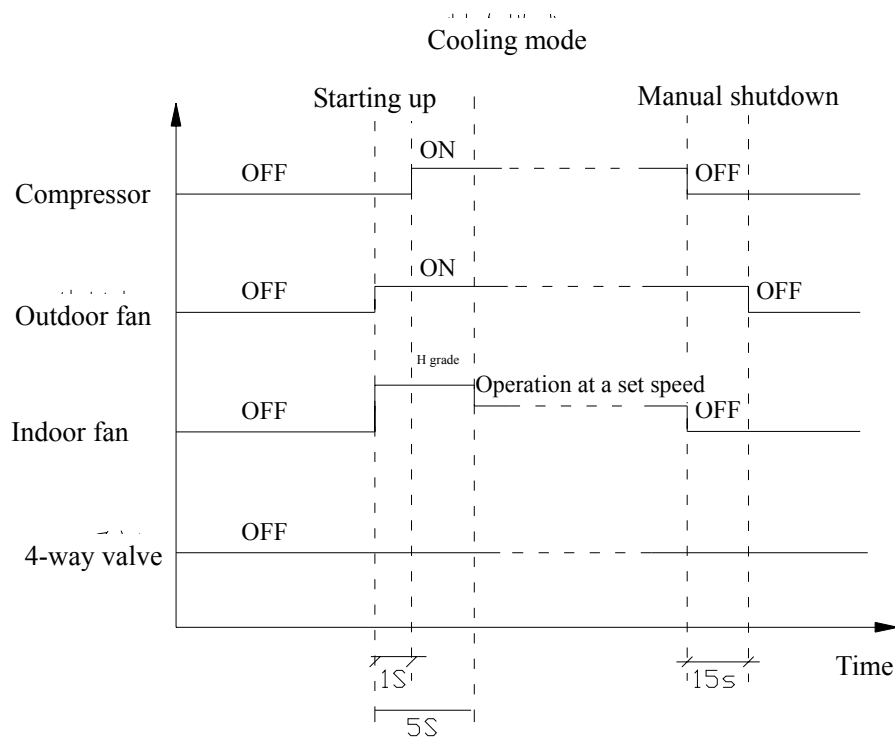 Cooling mode
Starting up
Manual shutdown
ON
OFF
OFF
Compressor
ON
OFF
OFF
Outdoor fan
H grade
Operation at a set speed
OFF
OFF
Indoor fan
OFF
4-way valve
Time
1S
15s
5S